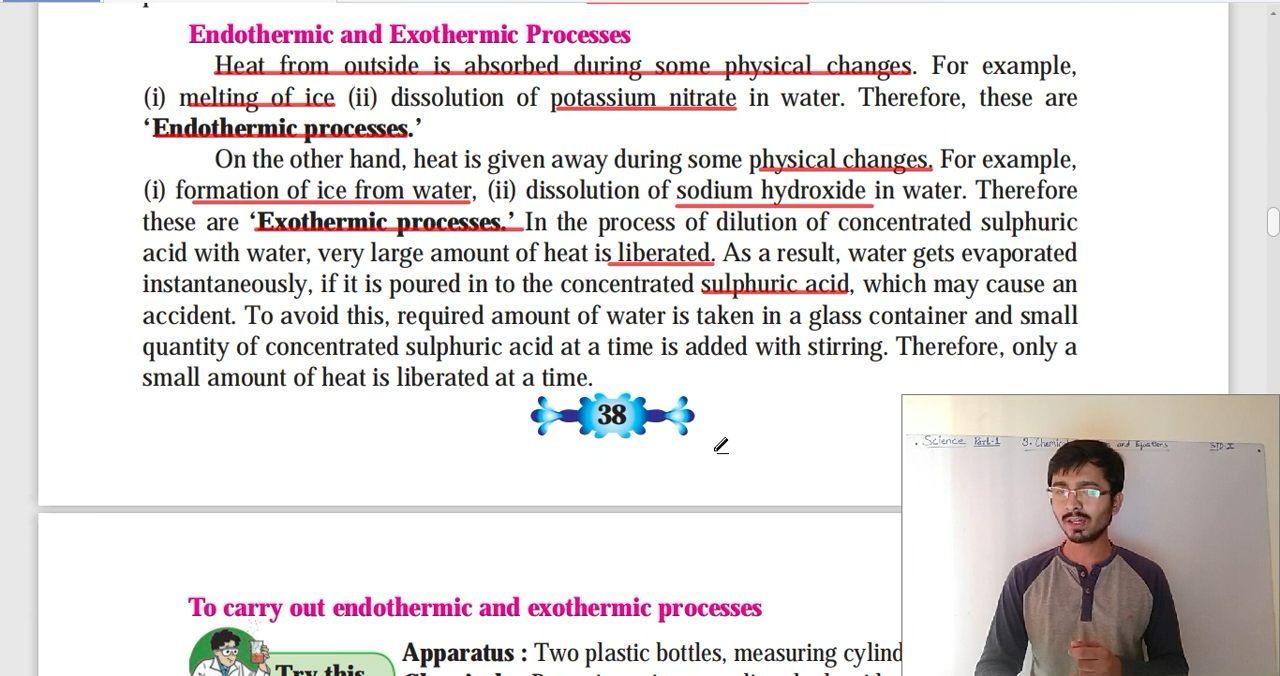 Endothermic and Exothermic Processes
Heat from outside is absorbed during some physical changes. For example,
(i) melting of ice (ii) dissolution of potassium nitrate in water. Therefore, these are
‘Endothermic processes.’
On the other hand, heat is given away during some physical changes. For example,
(i) formation of ice from water, (ii) dissolution of sodium hydroxide in water. Therefore
these are ‘Exothermic processes.’ In the process of dilution of concentrated sulphuric
acid with water, very large amount of heat is liberated. As a result, water gets evaporated
instantaneously, if it is poured in to the concentrated sulphuric acid, which may cause an
accident. To avoid this, required amount of water is taken in a glass container and small
quantity of concentrated sulphuric acid at a time is added with stirring. Therefore, only a
small amount of heat is liberated at a time.
38
Science Part-1 3. and Equations STD-X
To carry out endothermic and exothermic processes
Try this
Apparatus : Two plastic bottles, measuring